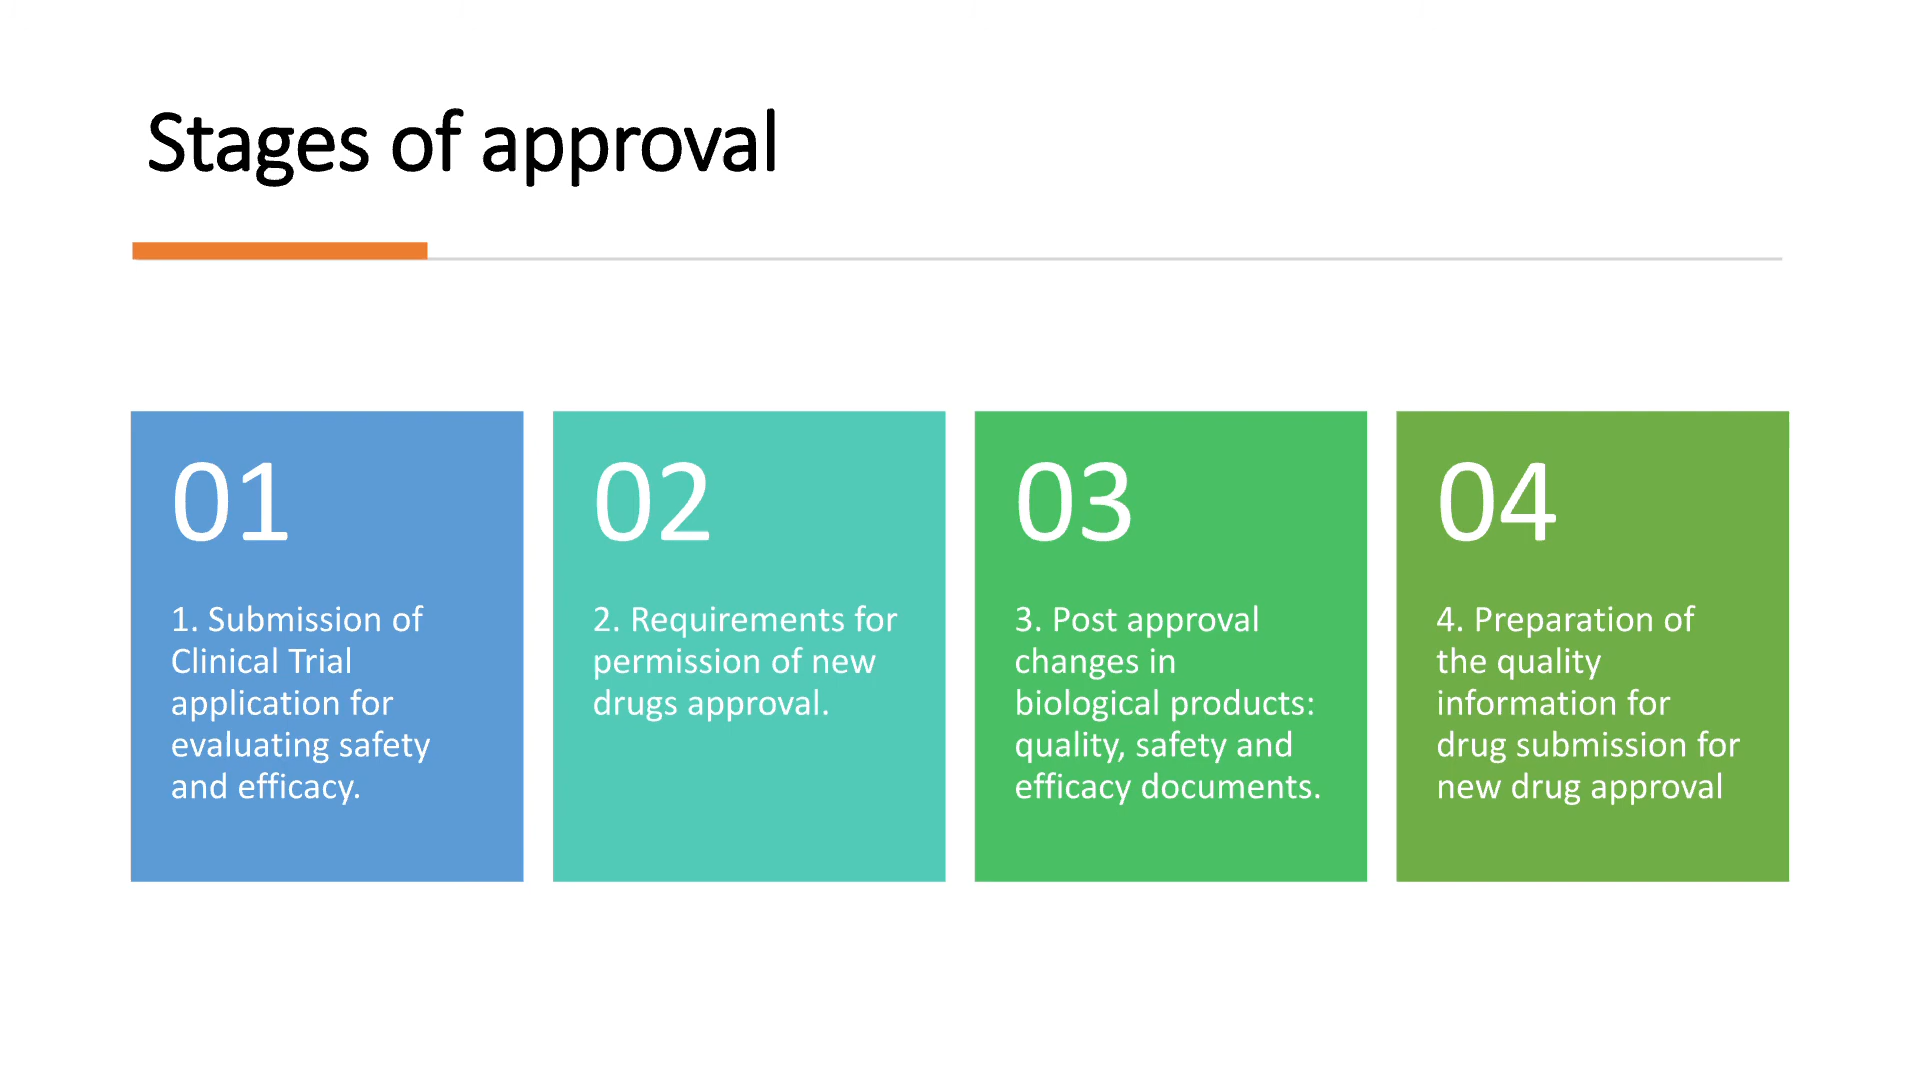 Stages of approval
01
1. Submission of
Clinical Trial
application for
evaluating safety
and efficacy.
02
2. Requirements for
permission of new
drugs approval.
03
3. Post approval
changes in
biological products:
quality, safety and
efficacy documents.
04
4. Preparation of
the quality
information for
drug submission for
new drug approval